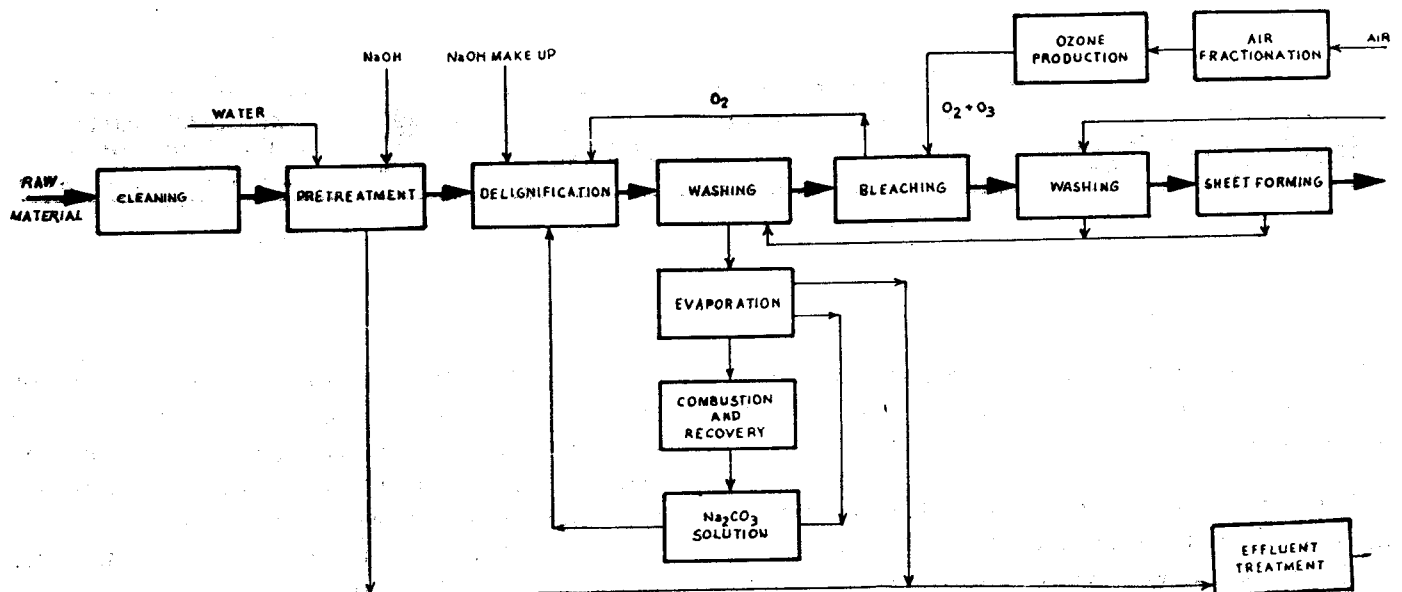 OZONE
PRODUCTION
AIR
FRACTIONATION
AIR
NaOH
NaOH MAKE UP
O₂
O₂ + O₃
WATER
RAW
MATERIAL
CLEANING
PRETREATMENT
DELIGNIFICATION
WASHING
BLEACHING
WASHING
SHEET FORMING
EVAPORATION
COMBUSTION
AND
RECOVERY
Na₂CO₃
SOLUTION
EFFLUENT
TREATMENT